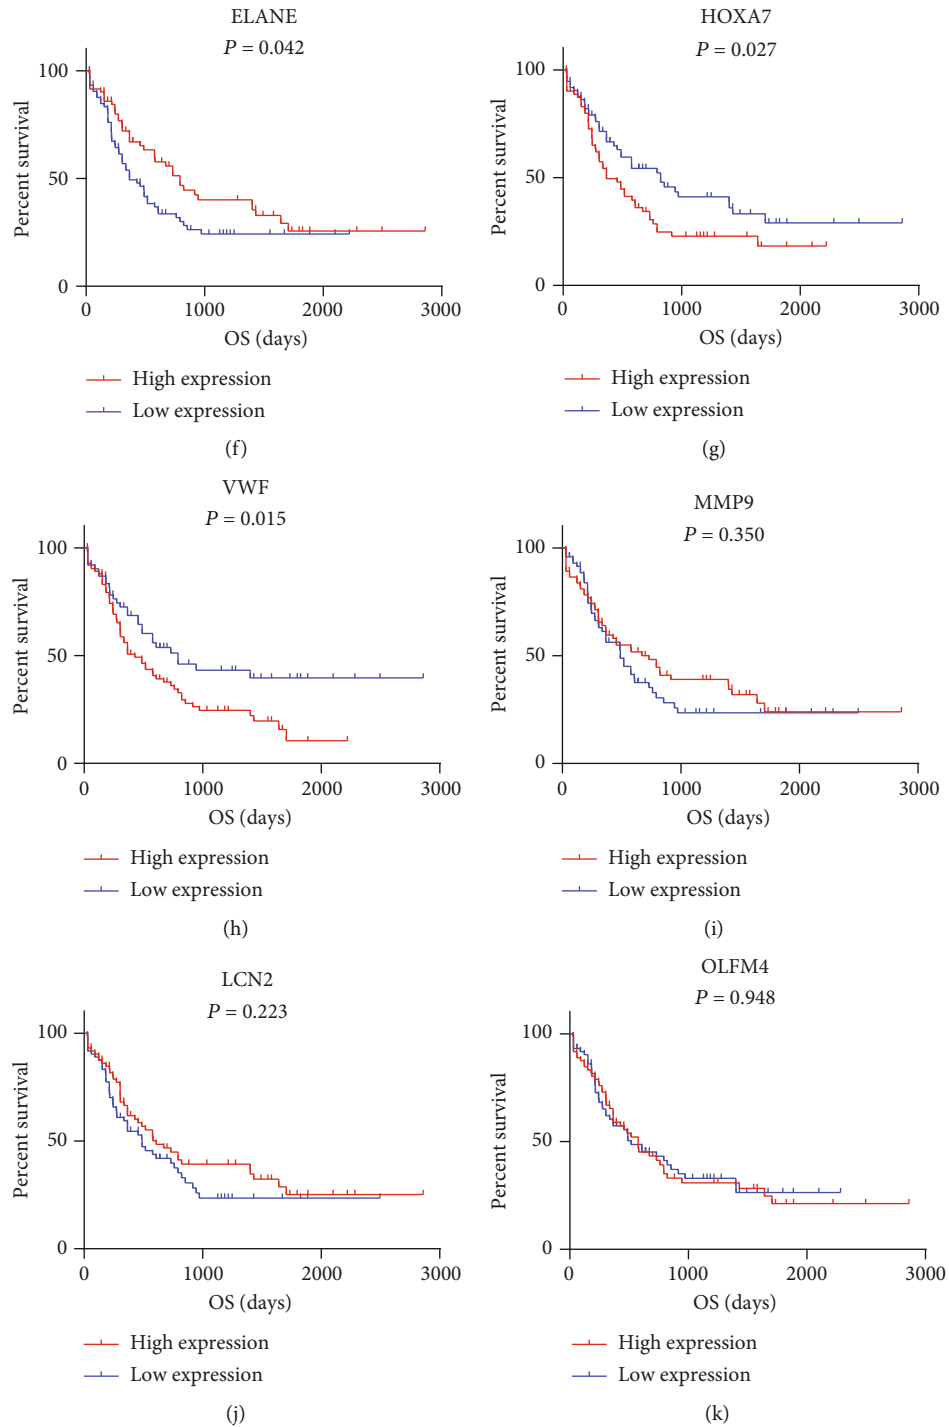 ELANE
P = 0.042
Percent survival
100
50
0
0 1000 2000 3000
OS (days)
High expression
Low expression
(f)
HOXA7
P = 0.027
Percent survival
100
50
0
0 1000 2000 3000
OS (days)
High expression
Low expression
(g)
VWF
P = 0.015
Percent survival
100
50
0
0 1000 2000 3000
OS (days)
High expression
Low expression
(h)
MMP9
P = 0.350
Percent survival
100
50
0
0 1000 2000 3000
OS (days)
High expression
Low expression
(i)
LCN2
P = 0.223
Percent survival
100
50
0
0 1000 2000 3000
OS (days)
High expression
Low expression
(j)
OLFM4
P = 0.948
Percent survival
100
50
0
0 1000 2000 3000
OS (days)
High expression
Low expression
(k)